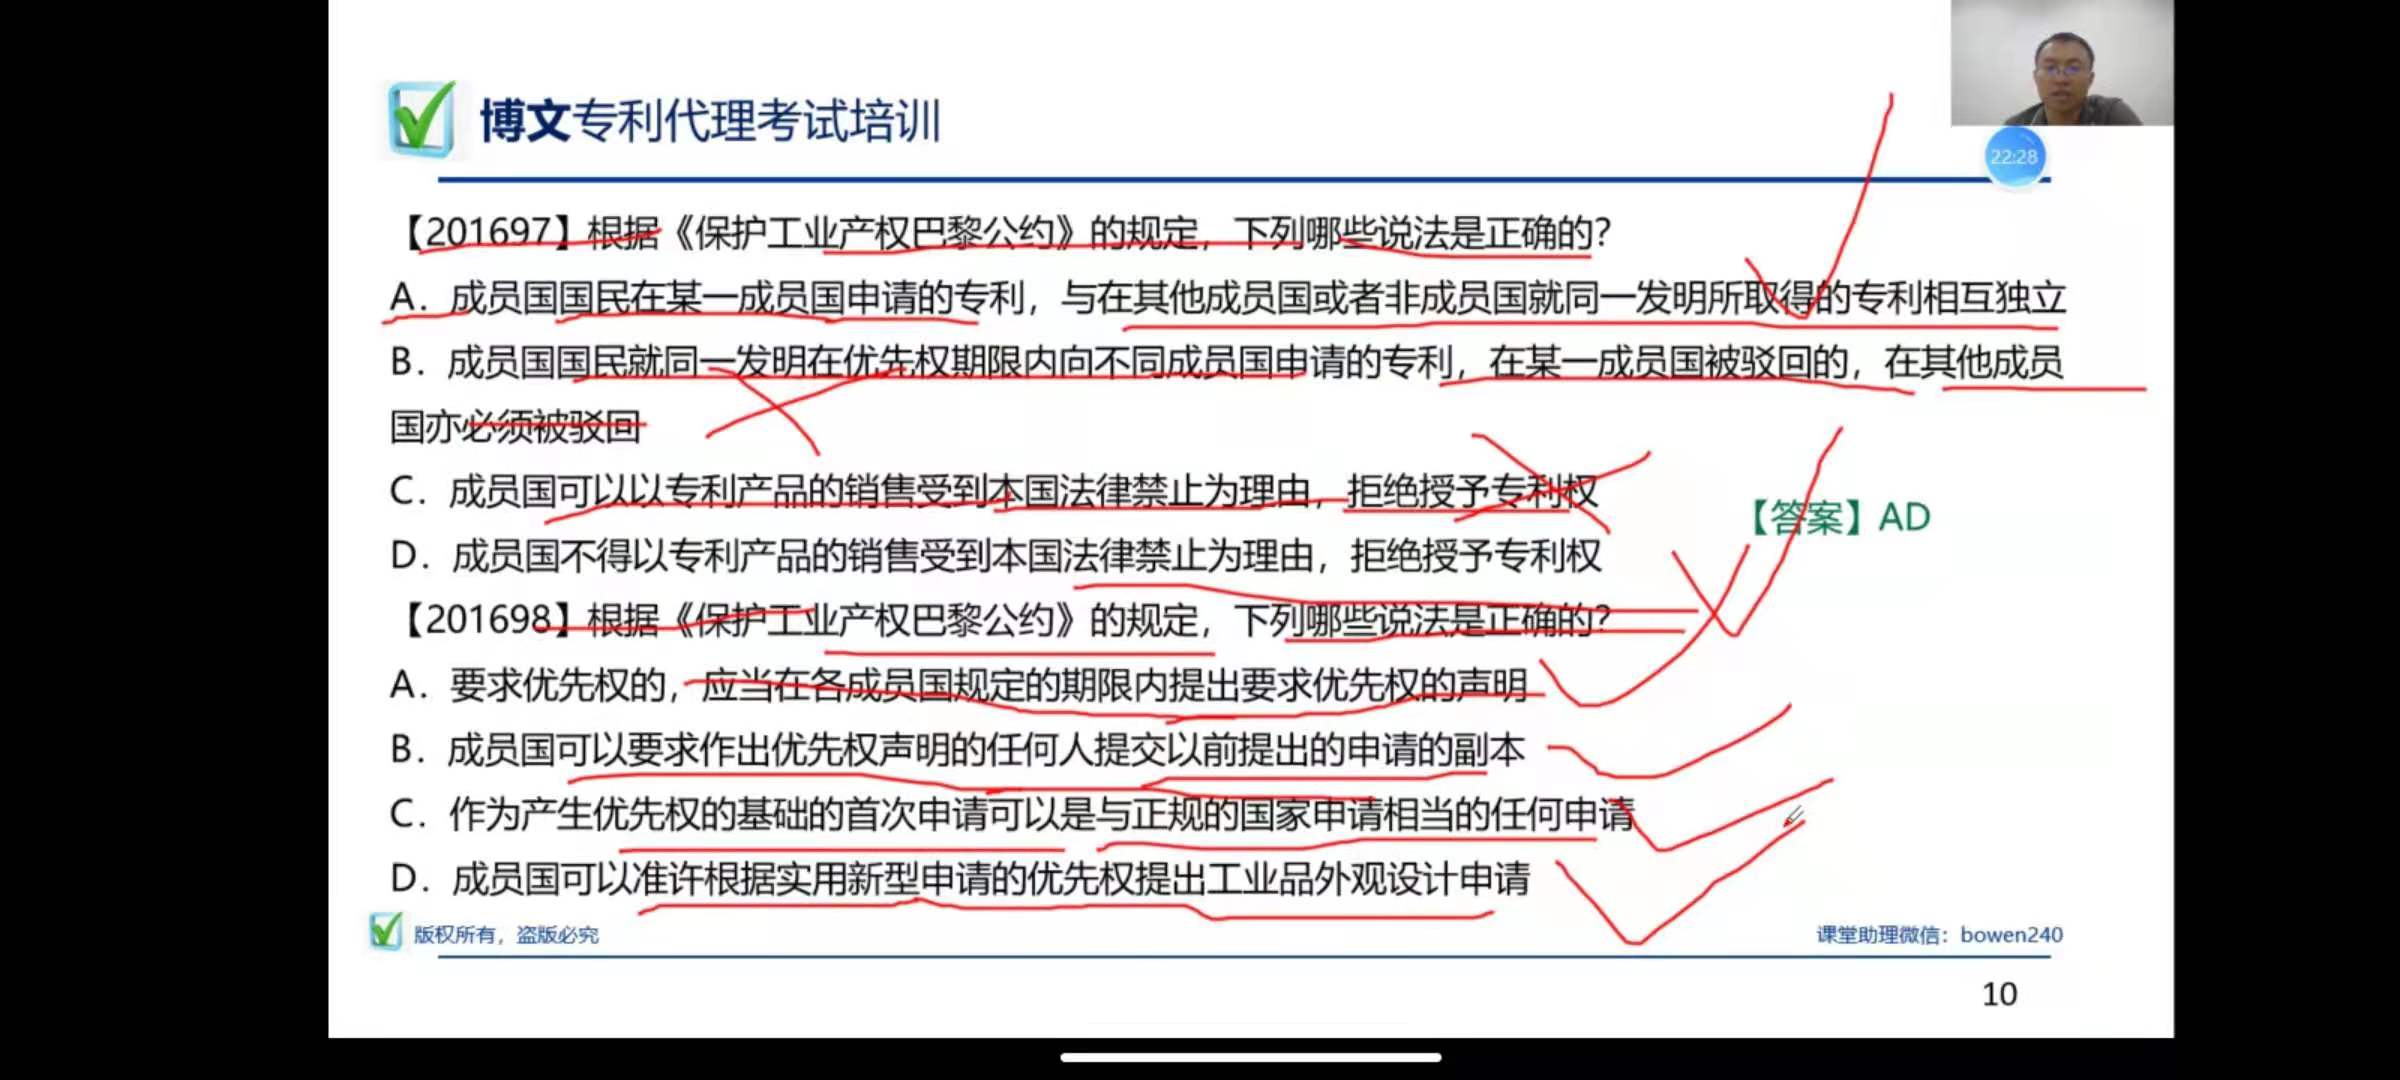 博文专利代理考试培训
22:28
【201697】根据《保护工业产权巴黎公约》的规定，下列哪些说法是正确的？
A．成员国国民在某一成员国申请的专利，与在其他成员国或者非成员国就同一发明所取得的专利相互独立
B．成员国国民就同一发明在优先权期限内向不同成员国申请的专利，在某一成员国被驳回的，在其他成员
国亦必须被驳回
C．成员国可以以专利产品的销售受到本国法律禁止为理由，拒绝授予专利权
【答案】AD
D．成员国不得以专利产品的销售受到本国法律禁止为理由，拒绝授予专利权
【201698】根据《保护工业产权巴黎公约》的规定，下列哪些说法是正确的？
A．要求优先权的，应当在各成员国规定的期限内提出要求优先权的声明
B．成员国可以要求作出优先权声明的任何人提交以前提出的申请的副本
C．作为产生优先权的基础的首次申请可以是与正规的国家申请相当的任何申请
D．成员国可以准许根据实用新型申请的优先权提出工业品外观设计申请
版权所有，盗版必究
课堂助理微信：bowen240
10